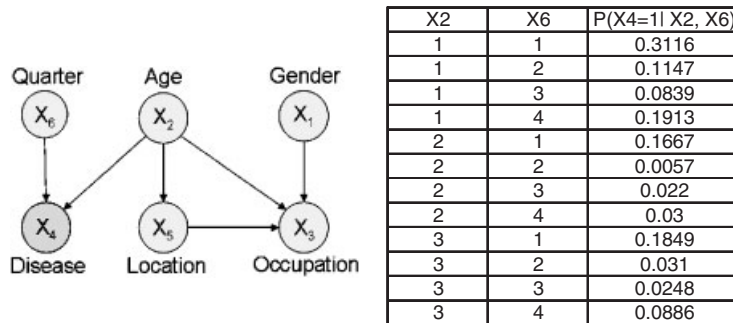 Quarter Age Gender
X6 X2 X1
X4 X5 X3
Disease Location Occupation
X2 X6 P(X4=1| X2, X6)
1 1 0.3116
1 2 0.1147
1 3 0.0839
1 4 0.1913
2 1 0.1667
2 2 0.0057
2 3 0.022
2 4 0.03
3 1 0.1849
3 2 0.031
3 3 0.0248
3 4 0.0886